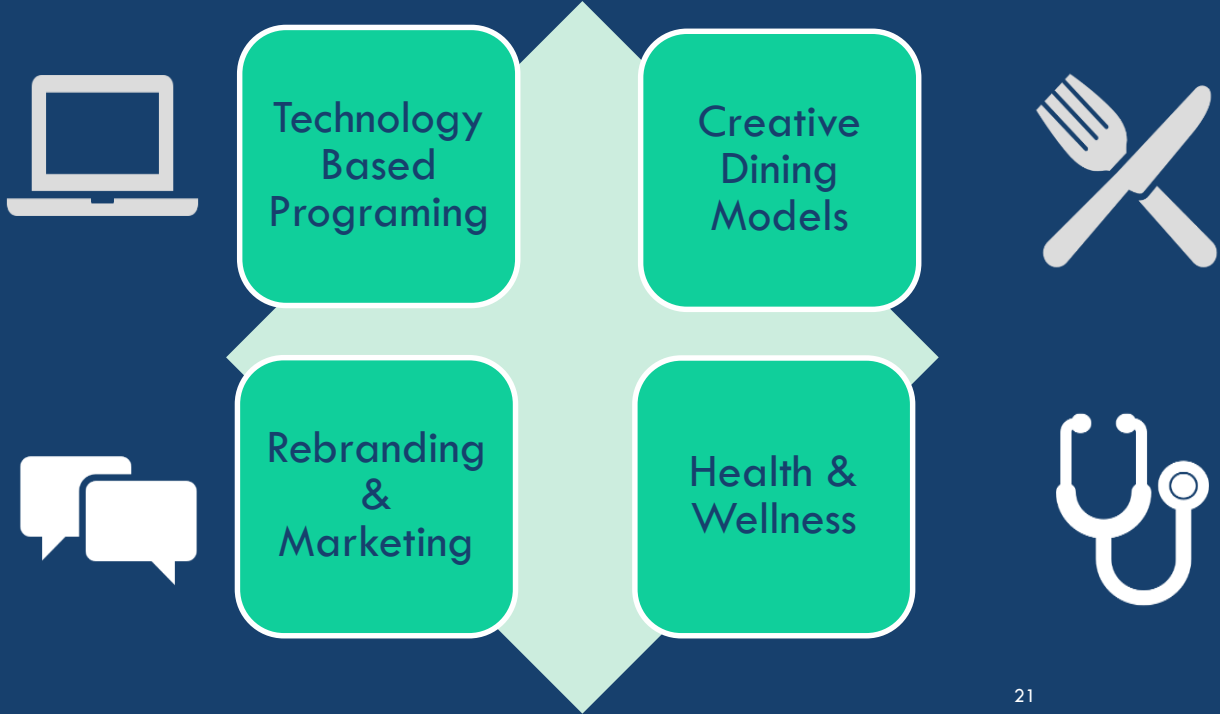 Technology
Based
Programing
Creative
Dining
Models
Rebranding
&
Marketing
Health &
Wellness
21